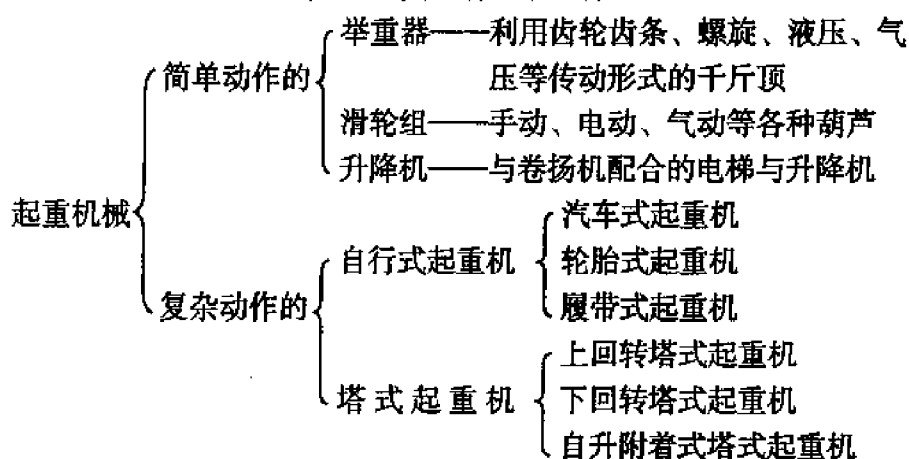 举重器——利用齿轮齿条、螺旋、液压、气
简单动作的
压等传动形式的千斤顶
滑轮组——手动、电动、气动等各种葫芦
升降机——与卷扬机配合的电梯与升降机
起重机械
汽车式起重机
自行式起重机
轮胎式起重机
复杂动作的
履带式起重机
上回转塔式起重机
塔式起重机
下回转塔式起重机
自升附着式塔式起重机